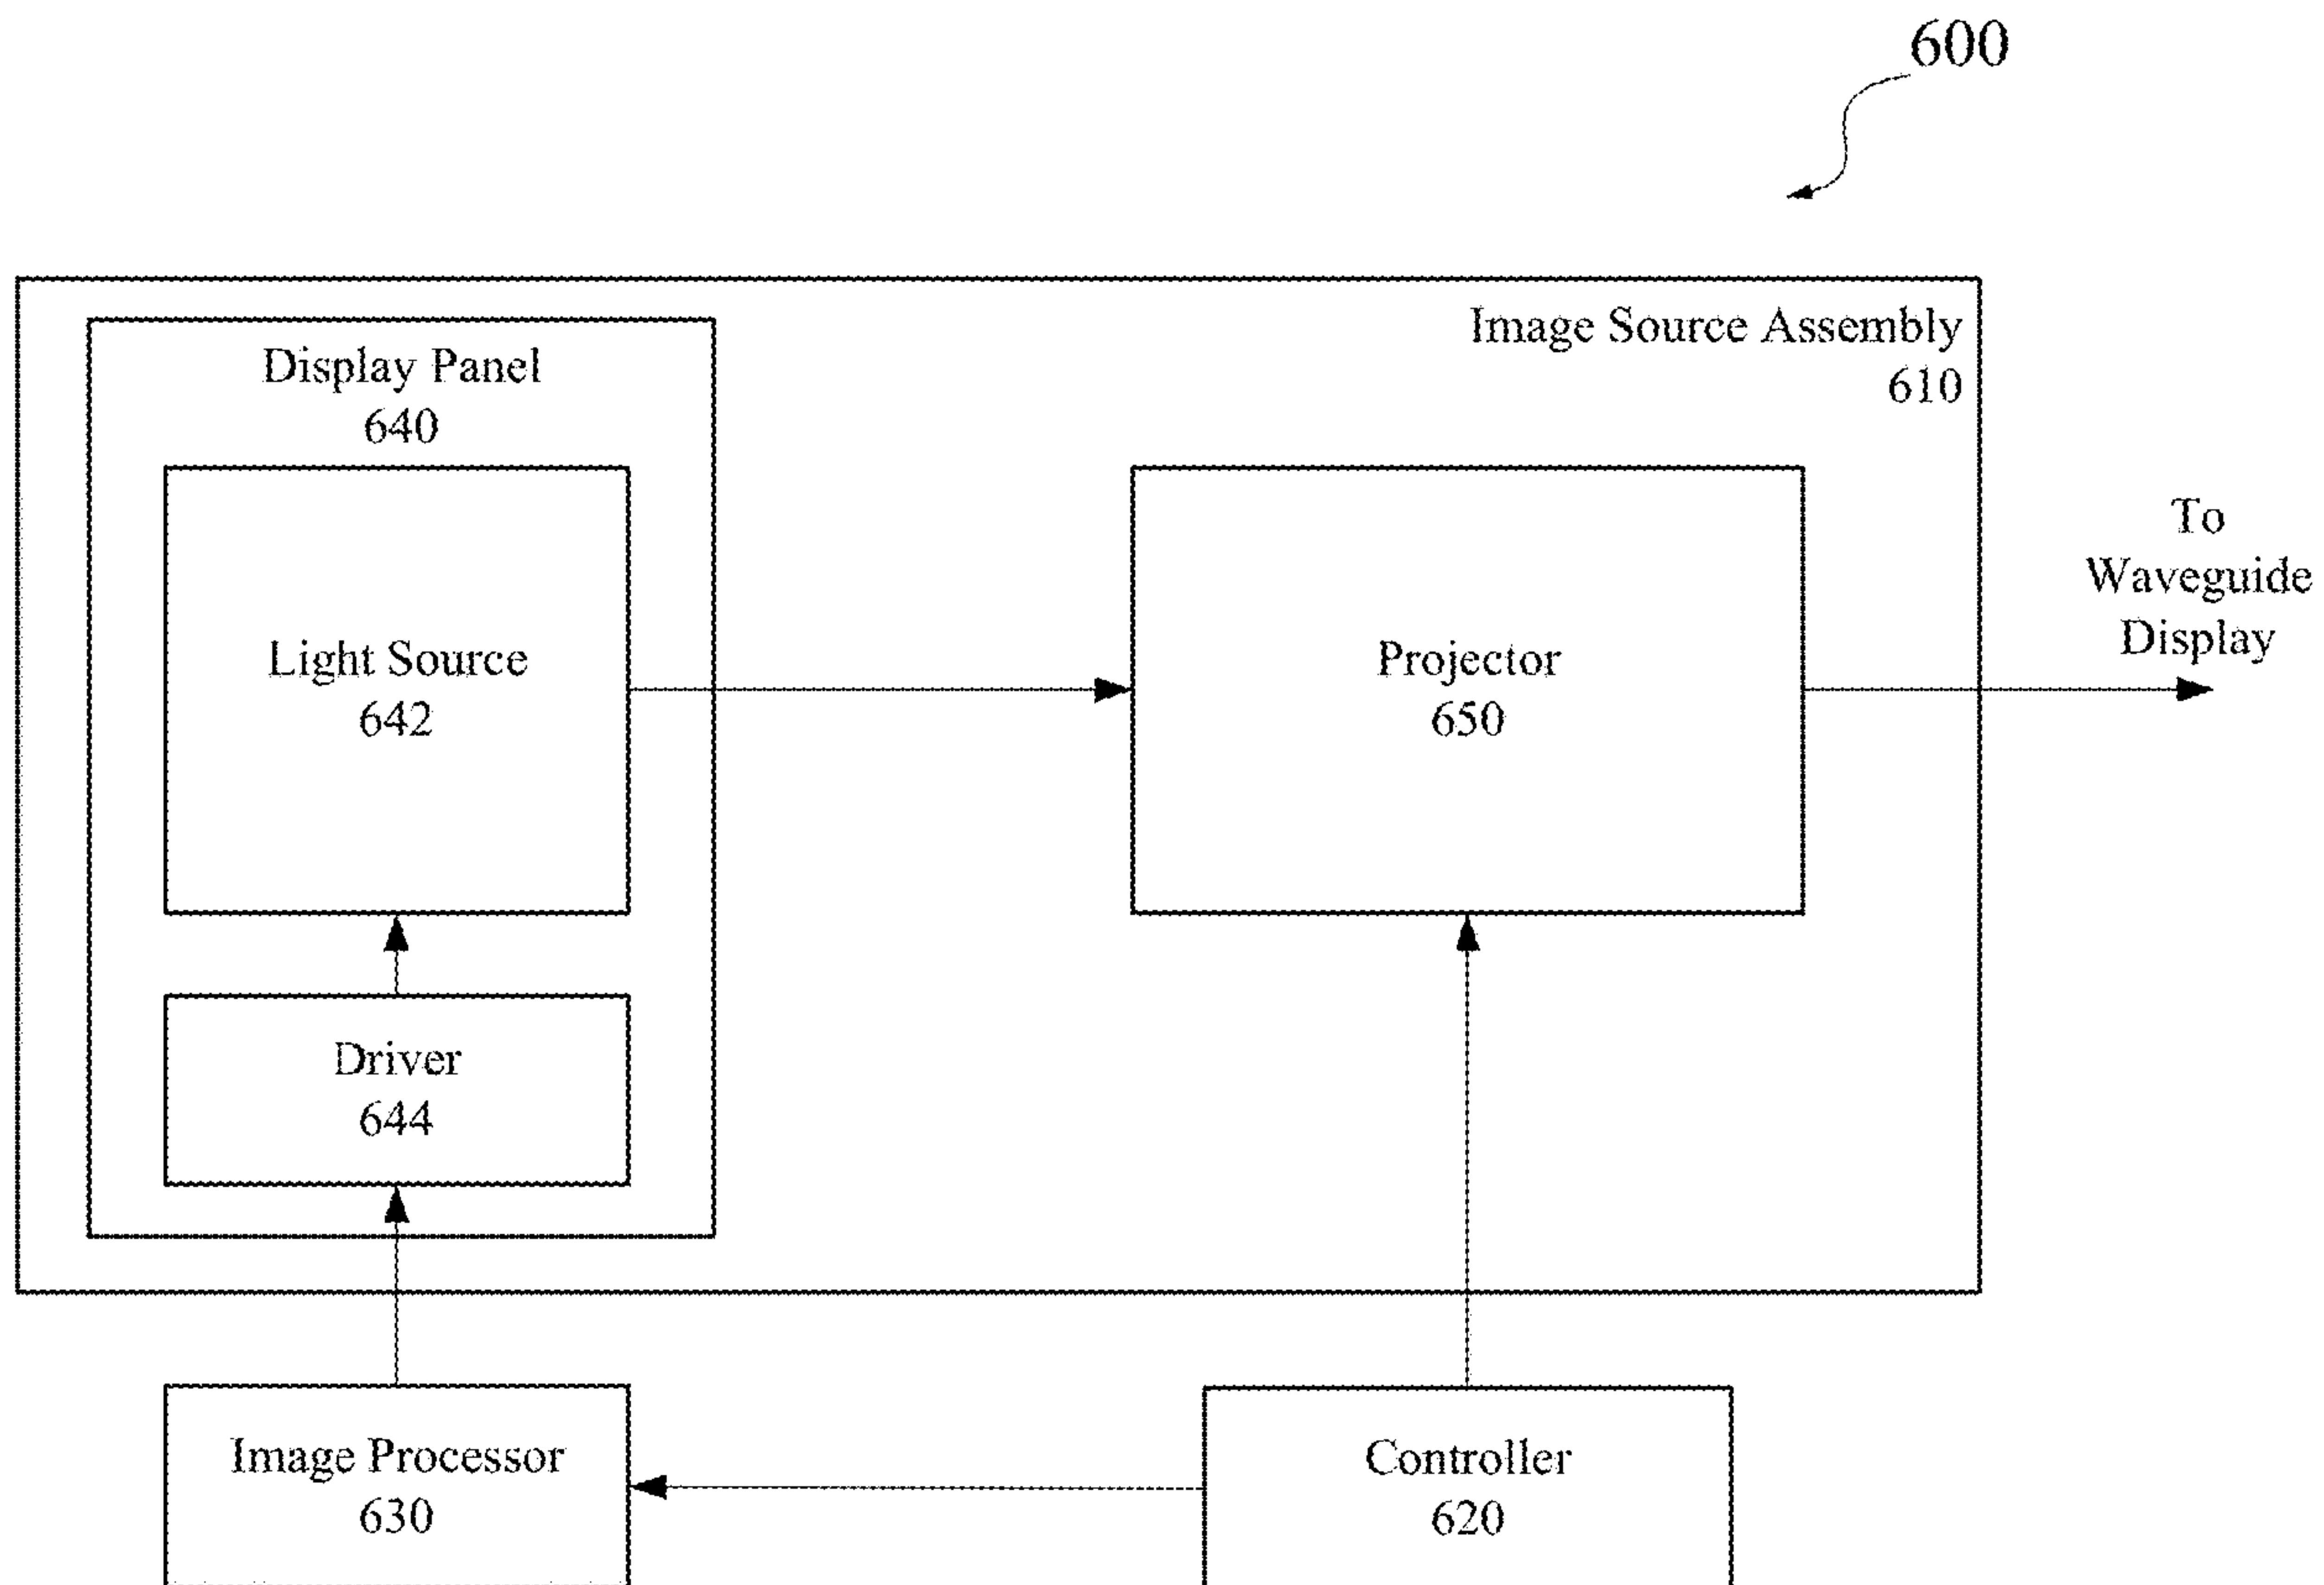 600
Image Source Assembly
610
Display Panel
640
Light Source
642
Projector
650
To
Waveguide
Display
Driver
644
Image Processor
630
Controller
620